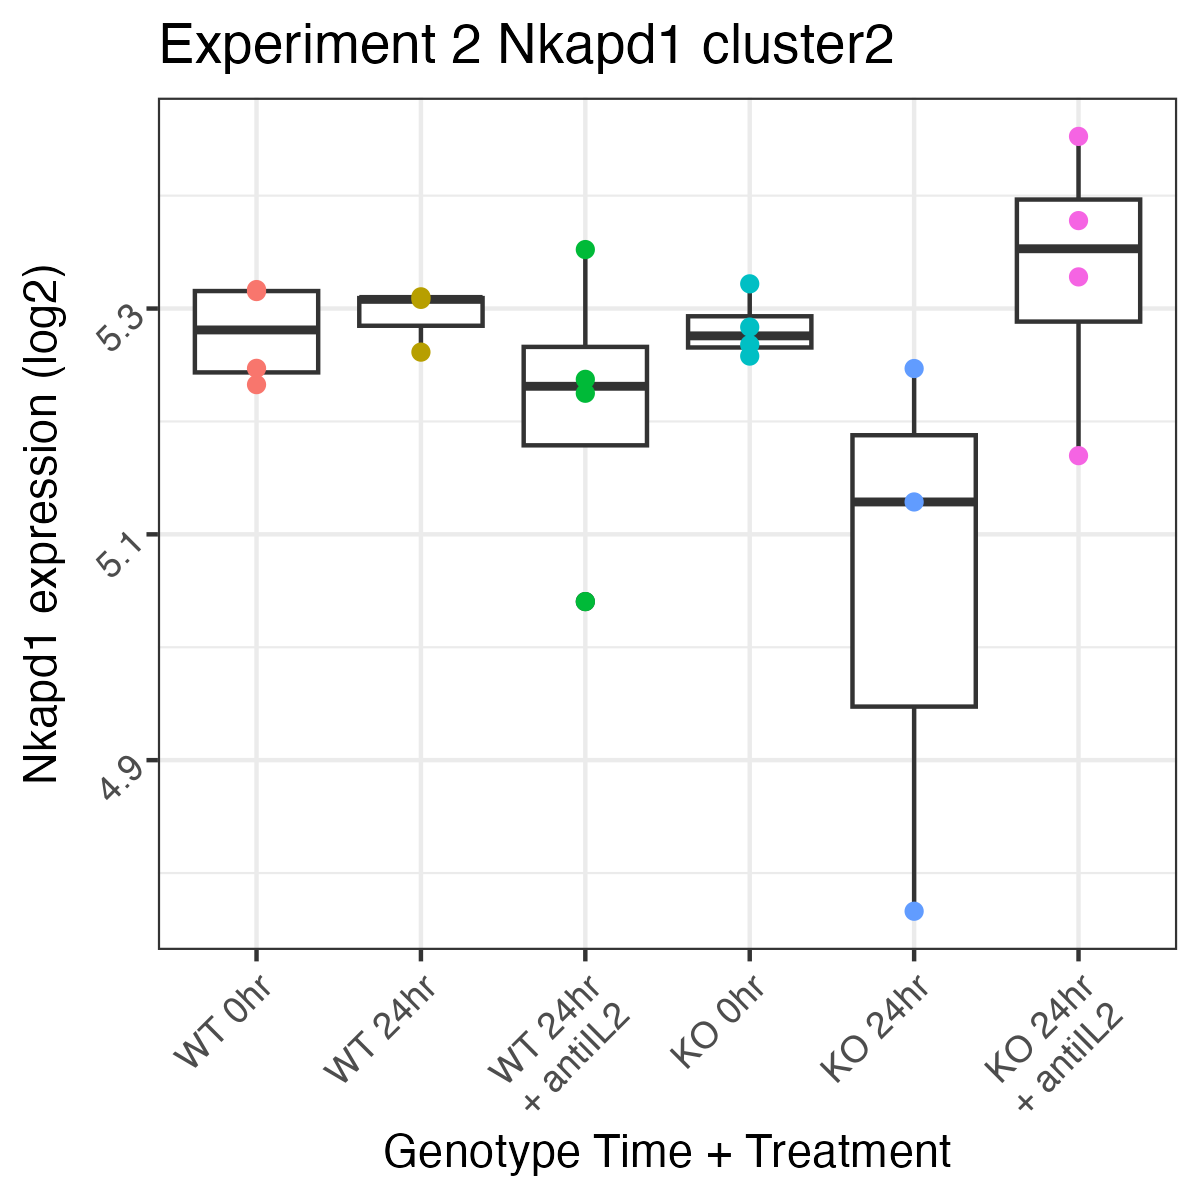 Experiment 2 Nkapd1 cluster2
Nkapd1 expression (log2)
5.3
5.1
4.9
WT 0hr
WT 24hr
WT 24hr
+ antiIL2
KO 0hr
KO 24hr
KO 24hr
+ antiIL2
Genotype Time + Treatment